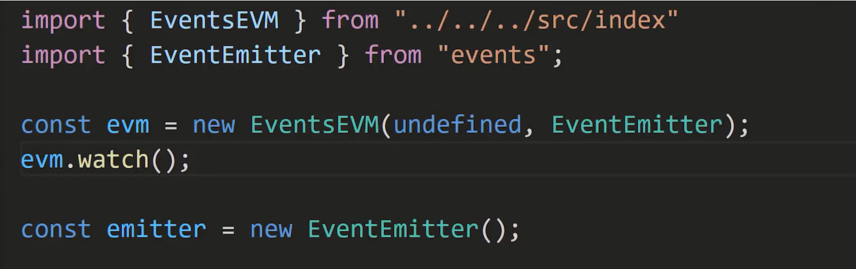 import { EventsEVM } from "../../../src/index"
import { EventEmitter } from "events";
const evm = new EventsEVM(undefined, EventEmitter);
evm.watch();
const emitter = new EventEmitter();